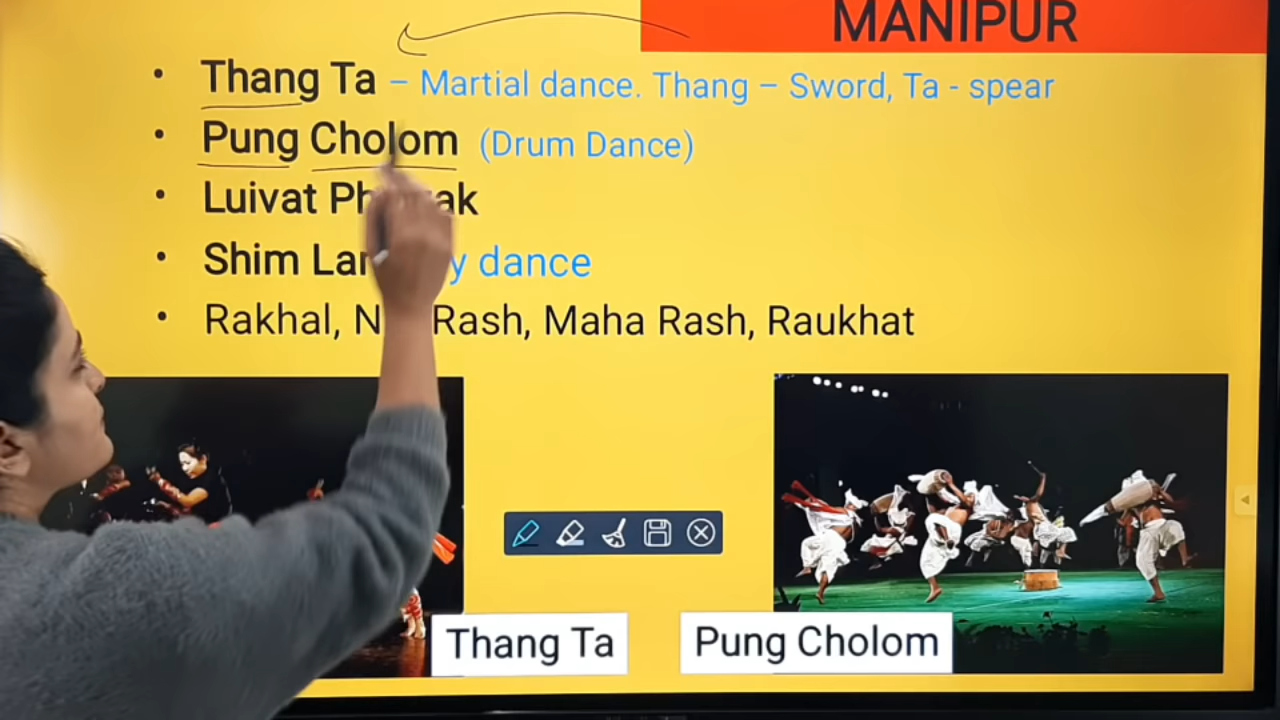 MANIPUR
• Thang Ta – Martial dance. Thang – Sword, Ta - spear
• Pung Cholom (Drum Dance)
• Luivat
• Shim dance
• Rakhal, Rash, Maha Rash, Raukhat
Thang Ta
Pung Cholom